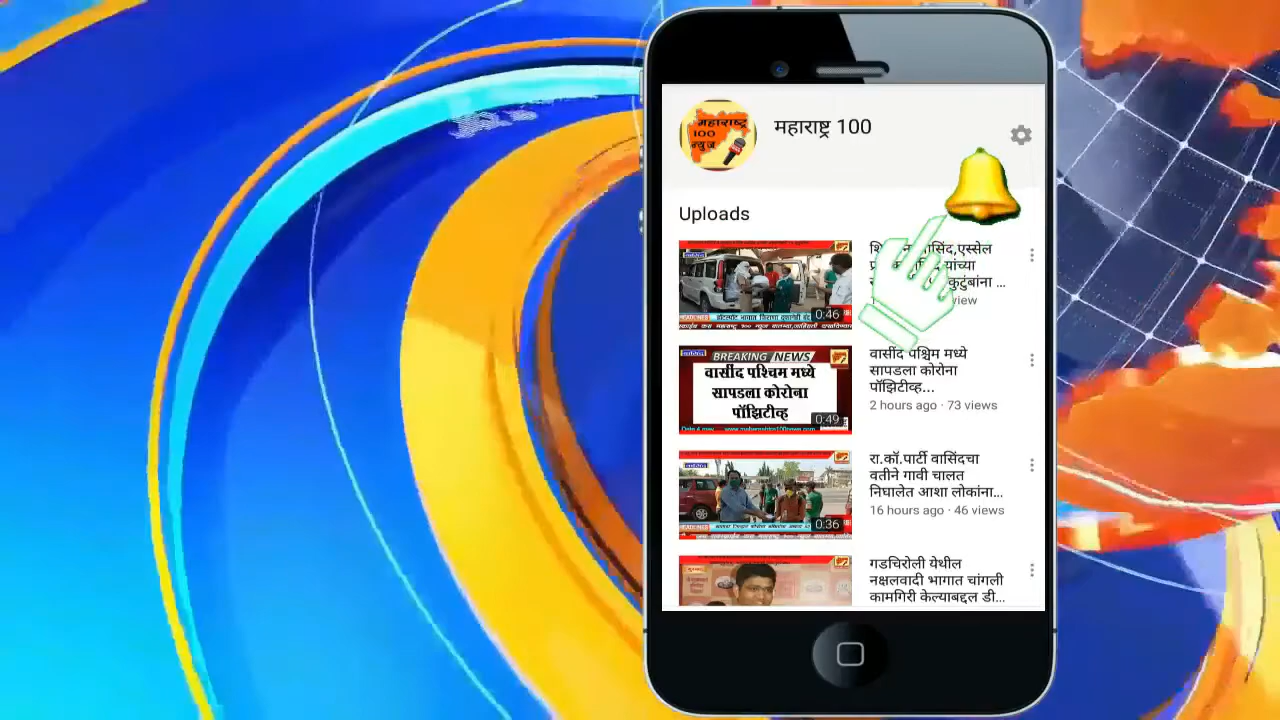 महाराष्ट्र
100
न्युज
महाराष्ट्र 100
Uploads
0:46
कुटुंबांना ...
view
BREAKING NEWS
वासींद पश्चिम मध्ये
सापडला कोरोना
पॉझिटीव्ह
0:49
वासींद पश्चिम मध्ये
सापडला कोरोना
पॉझिटीव्ह...
2 hours ago · 73 views
0:36
रा.कॉ.पार्टी वासिंदचा
वतीने गावी चालत
निघालेत आशा लोकांना...
16 hours ago · 46 views
गडचिरोली येथील
नक्षलवादी भागात चांगली
कामगिरी केल्याबद्दल डी...